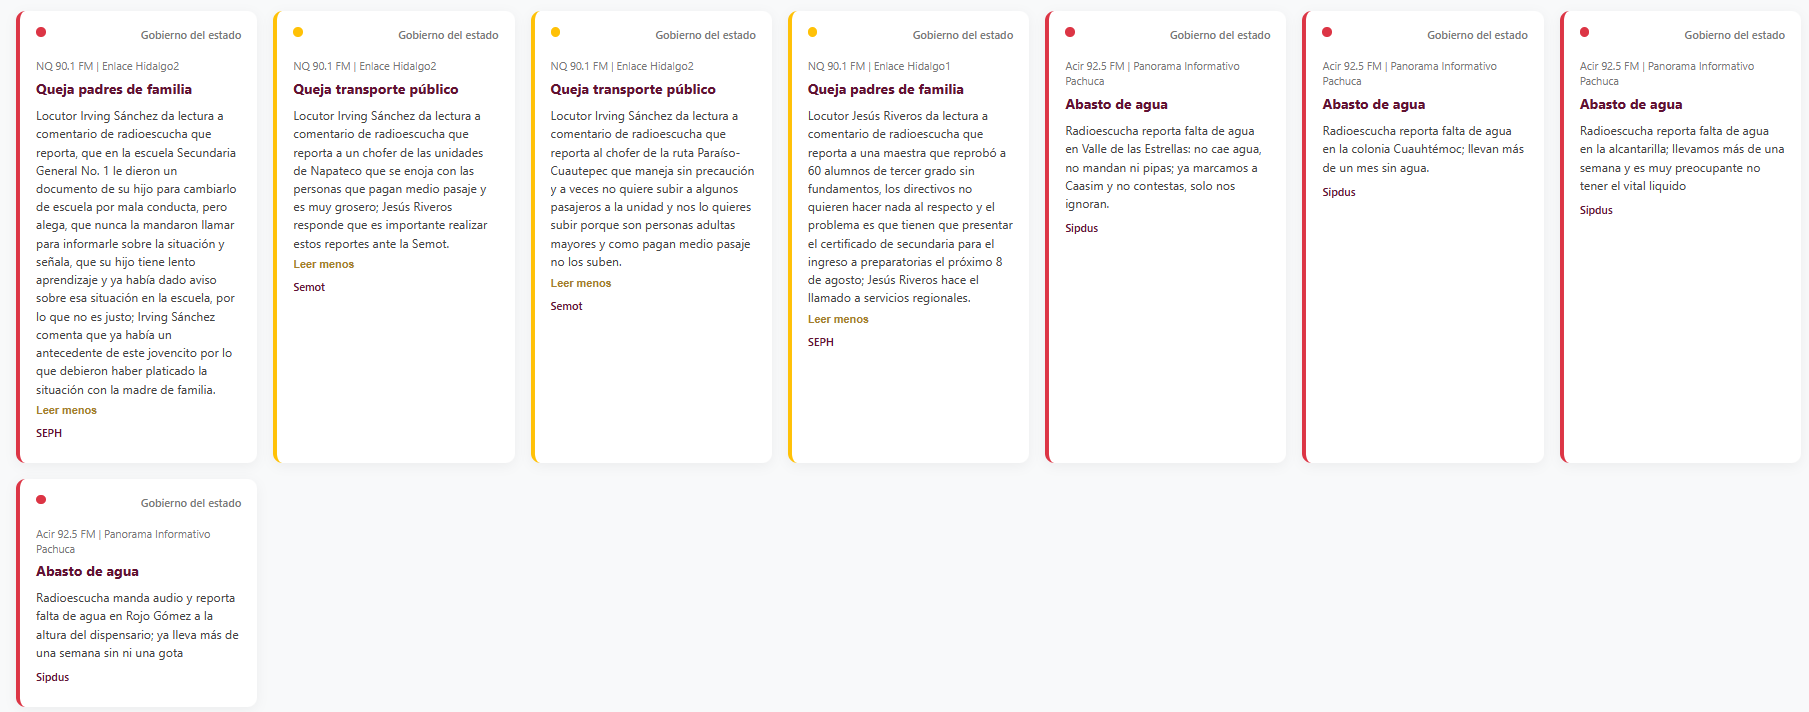 Gobierno del estado
NQ 90.1 FM | Enlace Hidalgo2
Queja padres de familia
Locutor Irving Sánchez da lectura a
comentario de radioescucha que
reporta, que en la escuela Secundaria
General No. 1 le dieron un
documento de su hijo para cambiarlo
de escuela por mala conducta, pero
alega, que nunca la mandaron llamar
para informarle sobre la situación y
señala, que su hijo tiene lento
aprendizaje y ya había dado aviso
sobre esa situación en la escuela, por
lo que no es justo; Irving Sánchez
comenta que ya había un
antecedente de este jovencito por lo
que debieron haber platicado la
situación con la madre de familia.
Leer menos
SEPH
Gobierno del estado
NQ 90.1 FM | Enlace Hidalgo2
Queja transporte público
Locutor Irving Sánchez da lectura a
comentario de radioescucha que
reporta a un chofer de las unidades
de Napateco que se enoja con las
personas que pagan medio pasaje y
es muy grosero; Jesús Riveros
responde que es importante realizar
estos reportes ante la Semot.
Leer menos
Semot
Gobierno del estado
NQ 90.1 FM | Enlace Hidalgo2
Queja transporte público
Locutor Irving Sánchez da lectura a
comentario de radioescucha que
reporta al chofer de la ruta Paraíso-
Cuautepec que maneja sin precaución
y a veces no quiere subir a algunos
pasajeros a la unidad y nos lo quieres
subir porque son personas adultas
mayores y como pagan medio pasaje
no los suben.
Leer menos
Semot
Gobierno del estado
NQ 90.1 FM | Enlace Hidalgo1
Queja padres de familia
Locutor Jesús Riveros da lectura a
comentario de radioescucha que
reporta a una maestra que reprobó a
60 alumnos de tercer grado sin
fundamentos, los directivos no
quieren hacer nada al respecto y el
problema es que tienen que presentar
el certificado de secundaria para el
ingreso a preparatorias el próximo 8
de agosto; Jesús Riveros hace el
llamado a servicios regionales.
Leer menos
SEPH
Gobierno del estado
Acir 92.5 FM | Panorama Informativo
Pachuca
Abasto de agua
Radioescucha reporta falta de agua
en Valle de las Estrellas: no cae agua,
no mandan ni pipas; ya marcamos a
Caasim y no contestas, solo nos
ignoran.
Sipdus
Gobierno del estado
Acir 92.5 FM | Panorama Informativo
Pachuca
Abasto de agua
Radioescucha reporta falta de agua
en la colonia Cuauhtémoc; llevan más
de un mes sin agua.
Sipdus
Gobierno del estado
Acir 92.5 FM | Panorama Informativo
Pachuca
Abasto de agua
Radioescucha reporta falta de agua
en la alcantarilla; llevamos más de una
semana y es muy preocupante no
tener el vital liquido
Sipdus
Gobierno del estado
Acir 92.5 FM | Panorama Informativo
Pachuca
Abasto de agua
Radioescucha manda audio y reporta
falta de agua en Rojo Gómez a la
altura del dispensario; ya lleva más de
una semana sin ni una gota
Sipdus